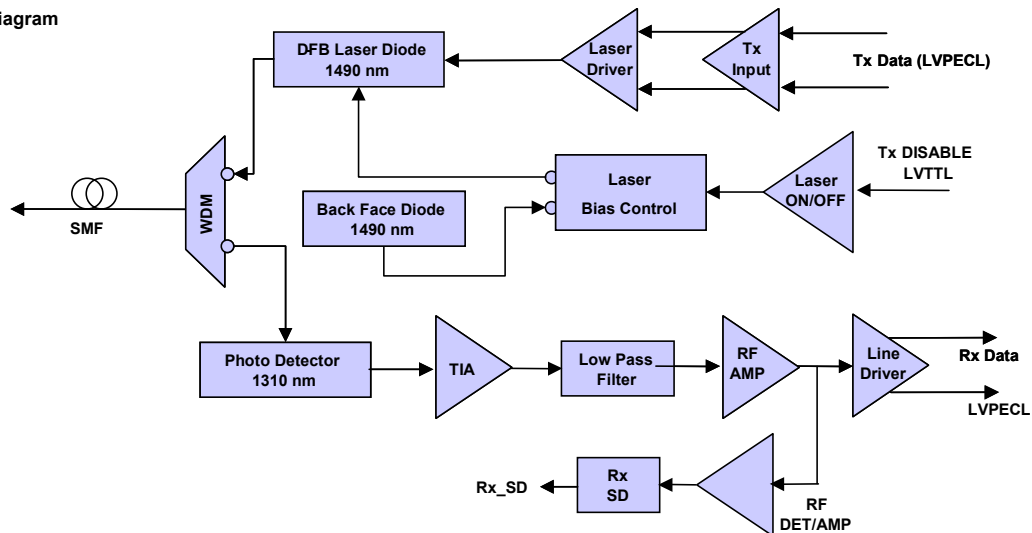 iagram
DFB Laser Diode
1490 nm
Laser
Driver
Tx
Input
Tx Data (LVPECL)
Tx DISABLE
LVTTL
Laser
ON/OFF
Laser
Bias Control
Back Face Diode
1490 nm
WDM
SMF
Photo Detector
1310 nm
TIA
Low Pass
Filter
RF
AMP
Line
Driver
Rx Data
LVPECL
Rx_SD
Rx
SD
RF
DET/AMP